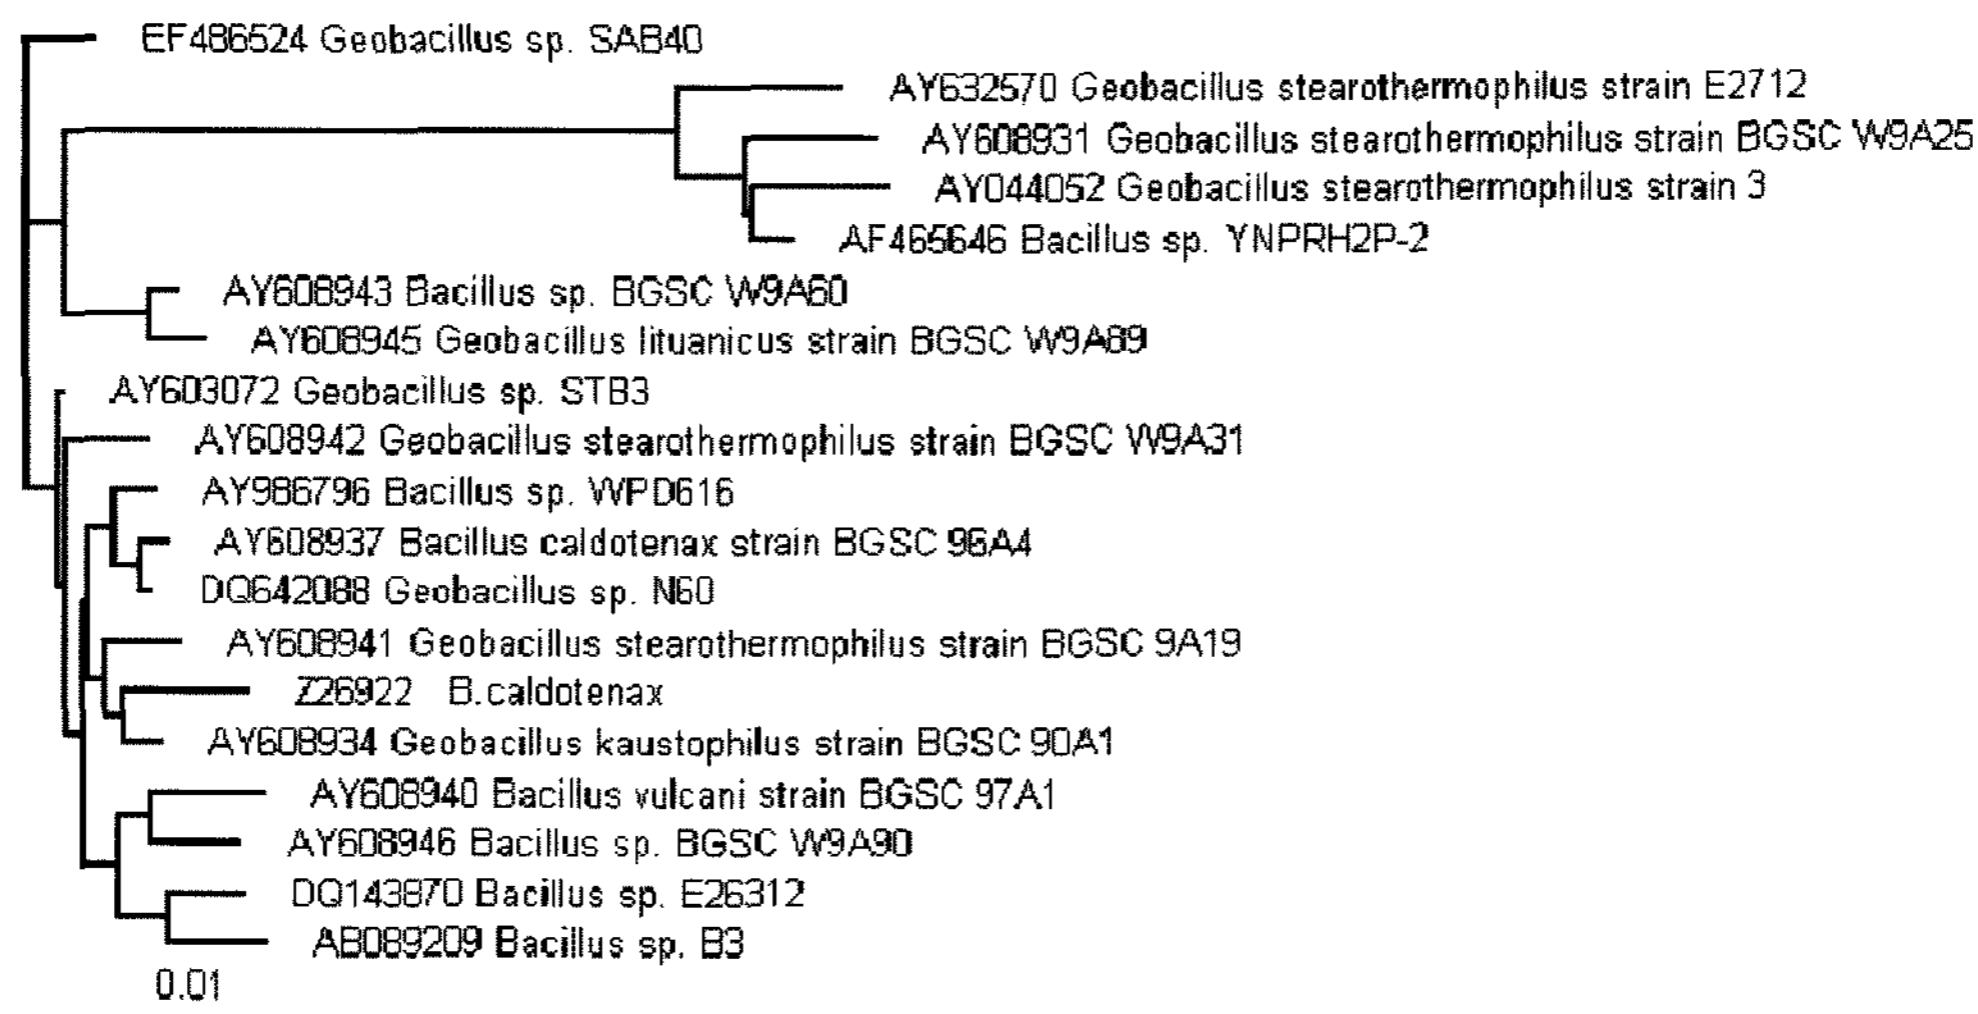 EF486524 Geobacillus sp. SAB40
AY632570 Geobacillus stearothermophilus strain E2712
AY608931 Geobacillus stearothermophilus strain BGSC W9A25
AY044052 Geobacillus stearothermophilus strain 3
AF465646 Bacillus sp. YNPRH2P-2
AY608943 Bacillus sp. BGSC W9A60
AY608945 Geobacillus lituanicus strain BGSC W9A89
AY603072 Geobacillus sp. STB3
AY608942 Geobacillus stearothermophilus strain BGSC W9A31
AY986796 Bacillus sp. WPD616
AY608937 Bacillus caldotenax strain BGSC 96A4
DQ642088 Geobacillus sp. N60
AY608941 Geobacillus stearothermophilus strain BGSC 9A19
Z26922 B.caldotenax
AY608934 Geobacillus kaustophilus strain BGSC 90A1
AY608940 Bacillus vulcani strain BGSC 97A1
AY608946 Bacillus sp. BGSC W9A90
DQ143870 Bacillus sp. E26312
AB089209 Bacillus sp. B3
0.01